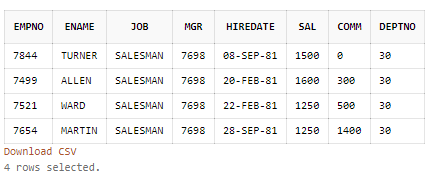 EMPNO ENAME JOB MGR HIREDATE SAL COMM DEPTNO
7844 TURNER SALESMAN 7698 08-SEP-81 1500 0 30
7499 ALLEN SALESMAN 7698 20-FEB-81 1600 300 30
7521 WARD SALESMAN 7698 22-FEB-81 1250 500 30
7654 MARTIN SALESMAN 7698 28-SEP-81 1250 1400 30
Download CSV
4 rows selected.